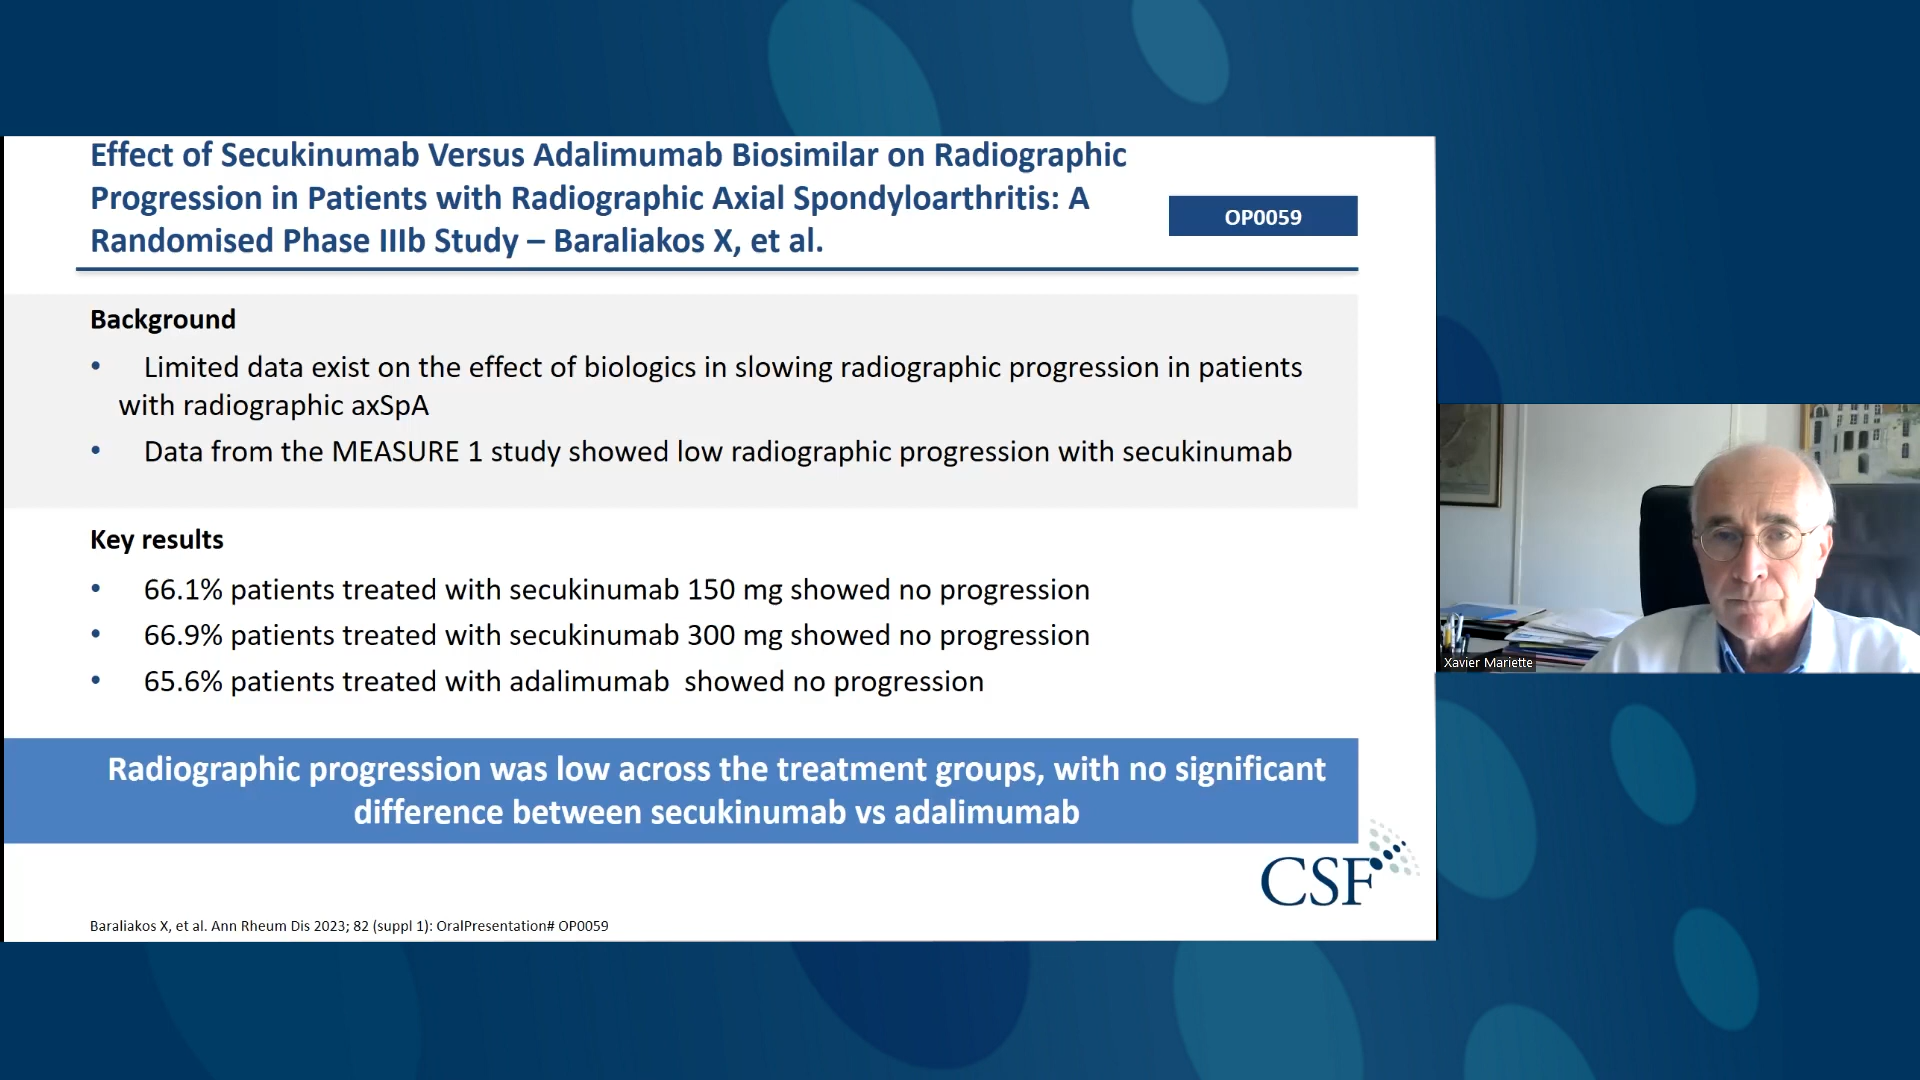 Effect of Secukinumab Versus Adalimumab Biosimilar on Radiographic
Progression in Patients with Radiographic Axial Spondyloarthritis: A
Randomised Phase IIIb Study – Baraliakos X, et al.
OP0059
Background
• Limited data exist on the effect of biologics in slowing radiographic progression in patients
with radiographic axSpA
• Data from the MEASURE 1 study showed low radiographic progression with secukinumab
Key results
• 66.1% patients treated with secukinumab 150 mg showed no progression
• 66.9% patients treated with secukinumab 300 mg showed no progression
• 65.6% patients treated with adalimumab  showed no progression
Radiographic progression was low across the treatment groups, with no significant
difference between secukinumab vs adalimumab
CSF
Baraliakos X, et al. Ann Rheum Dis 2023; 82 (suppl 1): OralPresentation# OP0059
Xavier Mariette